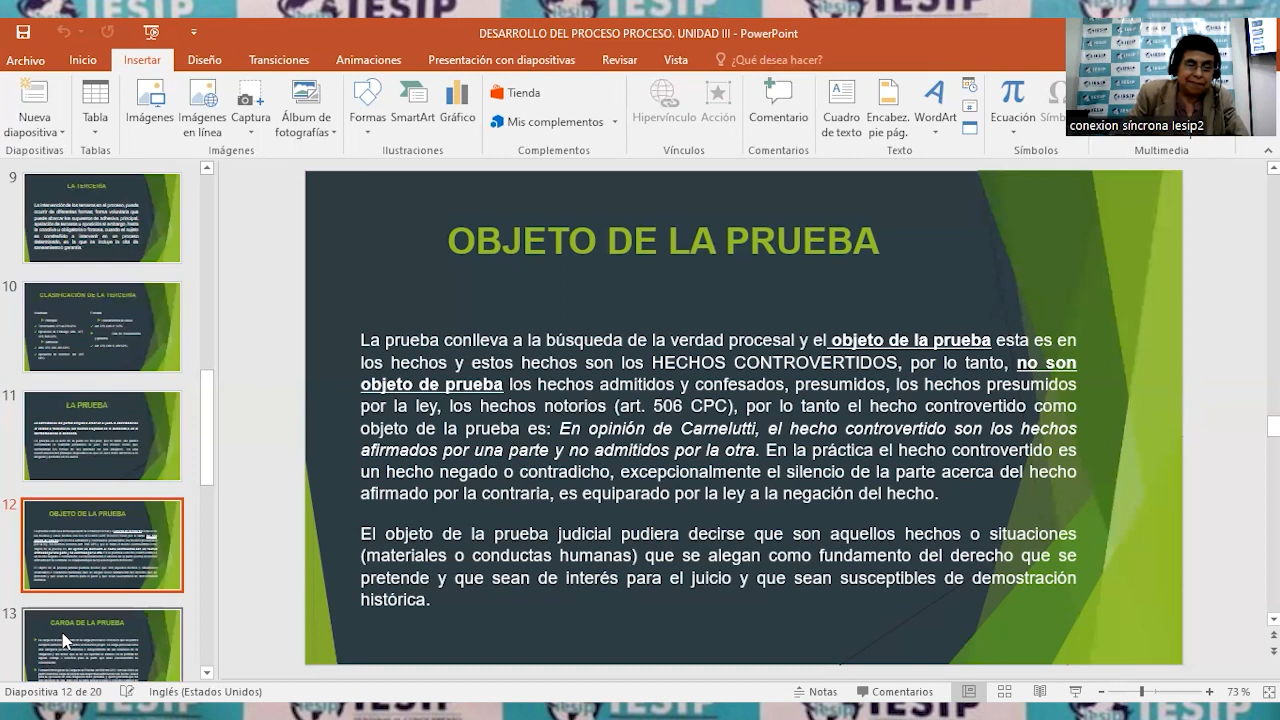 IESIP
DESARROLLO DEL PROCESO PROCESO. UNIDAD III - PowerPoint
Archivo
Inicio
Insertar
Diseño
Transiciones
Animaciones
Presentación con diapositivas
Revisar
Vista
¿Qué desea hacer?
Nueva diapositiva
Tabla
Imágenes
Imágenes en línea
Captura
Álbum de fotografías
Formas
SmartArt
Gráfico
Tienda
Mis complementos
Hipervínculo
Acción
Comentario
Cuadro de texto
Encabez. pie pág.
WordArt
Ecuación
Diapositivas
Tablas
Imágenes
Ilustraciones
Complementos
Vínculos
Comentarios
Texto
Símbolos
Multimedia
conexion síncrona Iesip2
9
LA TERCERÍA
10
CLASIFICACIÓN DE LA TERCERÍA
11
LA PRUEBA
12
OBJETO DE LA PRUEBA
13
CARGA DE LA PRUEBA
OBJETO DE LA PRUEBA
La prueba conlleva a la búsqueda de la verdad procesal y el objeto de la prueba esta es en
los hechos y estos hechos son los HECHOS CONTROVERTIDOS, por lo tanto, no son
objeto de prueba los hechos admitidos y confesados, presumidos, los hechos presumidos
por la ley, los hechos notorios (art. 506 CPC), por lo tanto el hecho controvertido como
objeto de la prueba es: En opinión de Carnelutti el hecho controvertido son los hechos
afirmados por una parte y no admitidos por la otra. En la practica el hecho controvertido es
un hecho negado o contradicho, excepcionalmente el silencio de la parte acerca del hecho
afirmado por la contraria, es equiparado por la ley a la negación del hecho.
El objeto de la prueba judicial pudiera decirse que son aquellos hechos o situaciones
(materiales o conductas humanas) que se alegan como fundamento del derecho que se
pretende y que sean de interés para el juicio y que sean susceptibles de demostración
histórica.
Diapositiva 12 de 20
Inglés (Estados Unidos)
Notas
Comentarios
73 %
IESIP